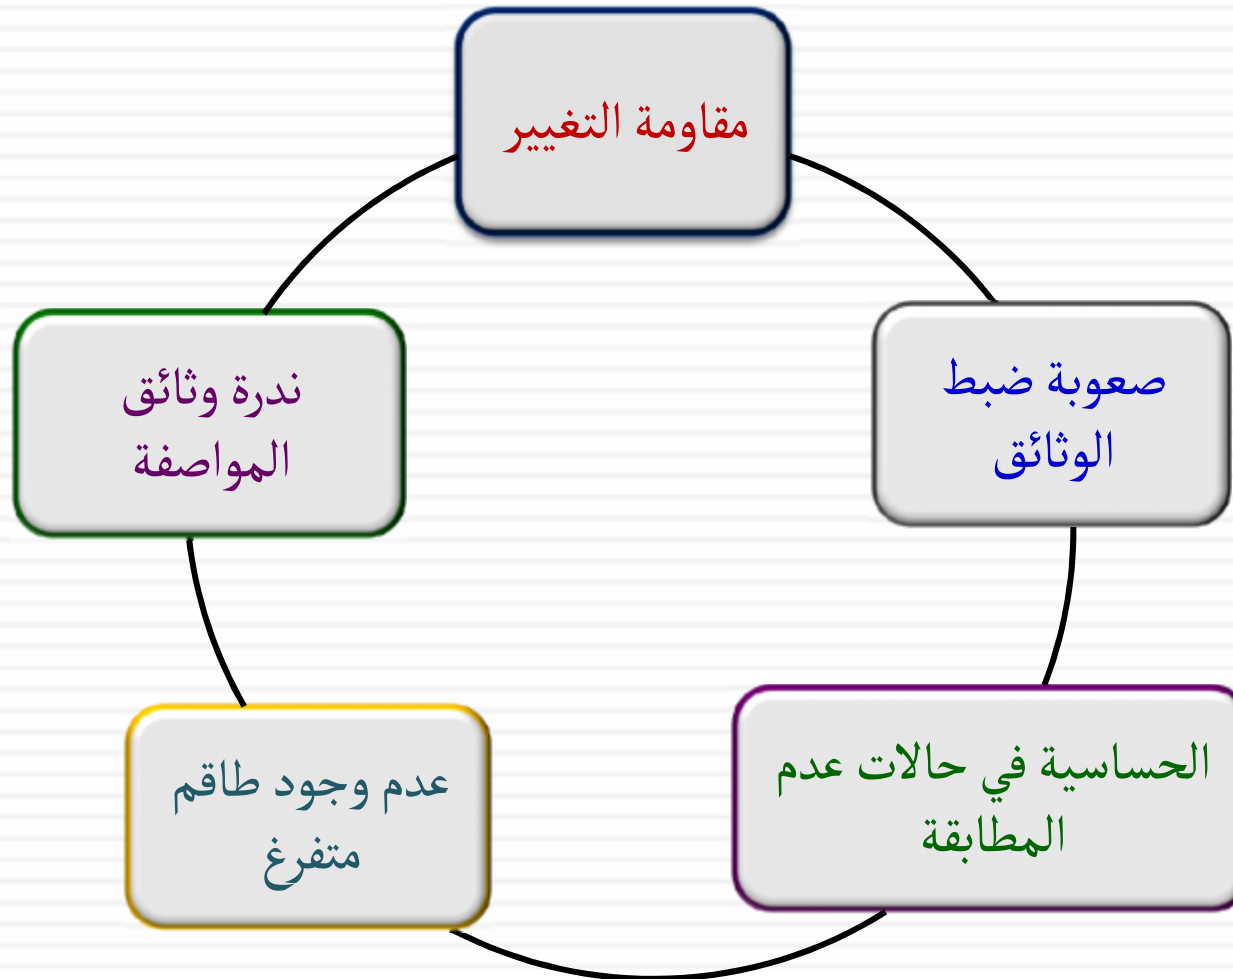 مقاومة التغيير
صعوبة ضبط
الوثائق
الحساسية في حالات عدم
المطابقة
عدم وجود طاقم
متفرغ
ندرة وثائق
المواصفة